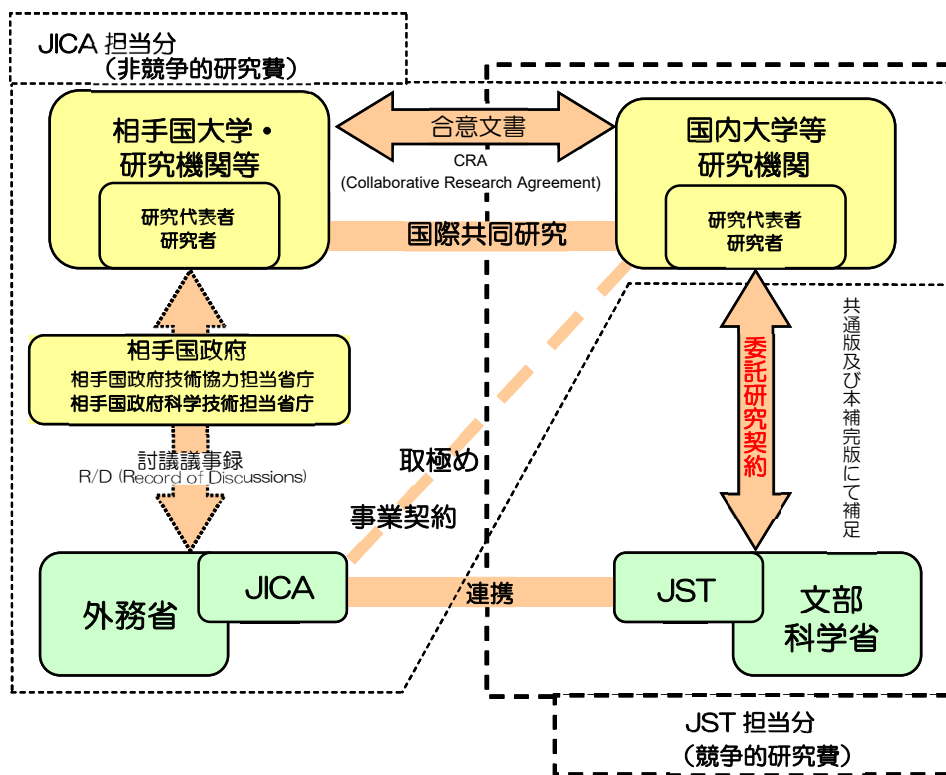 JICA 担当分
（非競争的研究費）
相手国大学・
研究機関等
研究代表者
研究者
合意文書
CRA
(Collaborative Research Agreement)
国際共同研究
国内大学等
研究機関
研究代表者
研究者
相手国政府
相手国政府技術協力担当省庁
相手国政府科学技術担当省庁
討議議事録
R/D (Record of Discussions)
取極め
事業契約
委託研究契約
共通版及び本補完版にて補足
外務省
JICA
連携
JST
文部
科学省
JST 担当分
（競争的研究費）